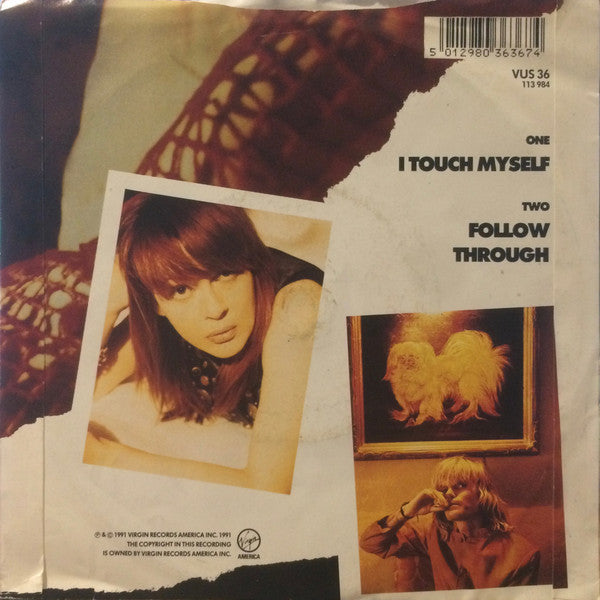 5 012980 363674
VUS 36
113 984
ONE
I TOUCH MYSELF
TWO
FOLLOW
THROUGH
℗ & © 1991 VIRGIN RECORDS AMERICA INC. 1991
THE COPYRIGHT IN THIS RECORDING
IS OWNED BY VIRGIN RECORDS AMERICA INC.
Virgin
AMERICA